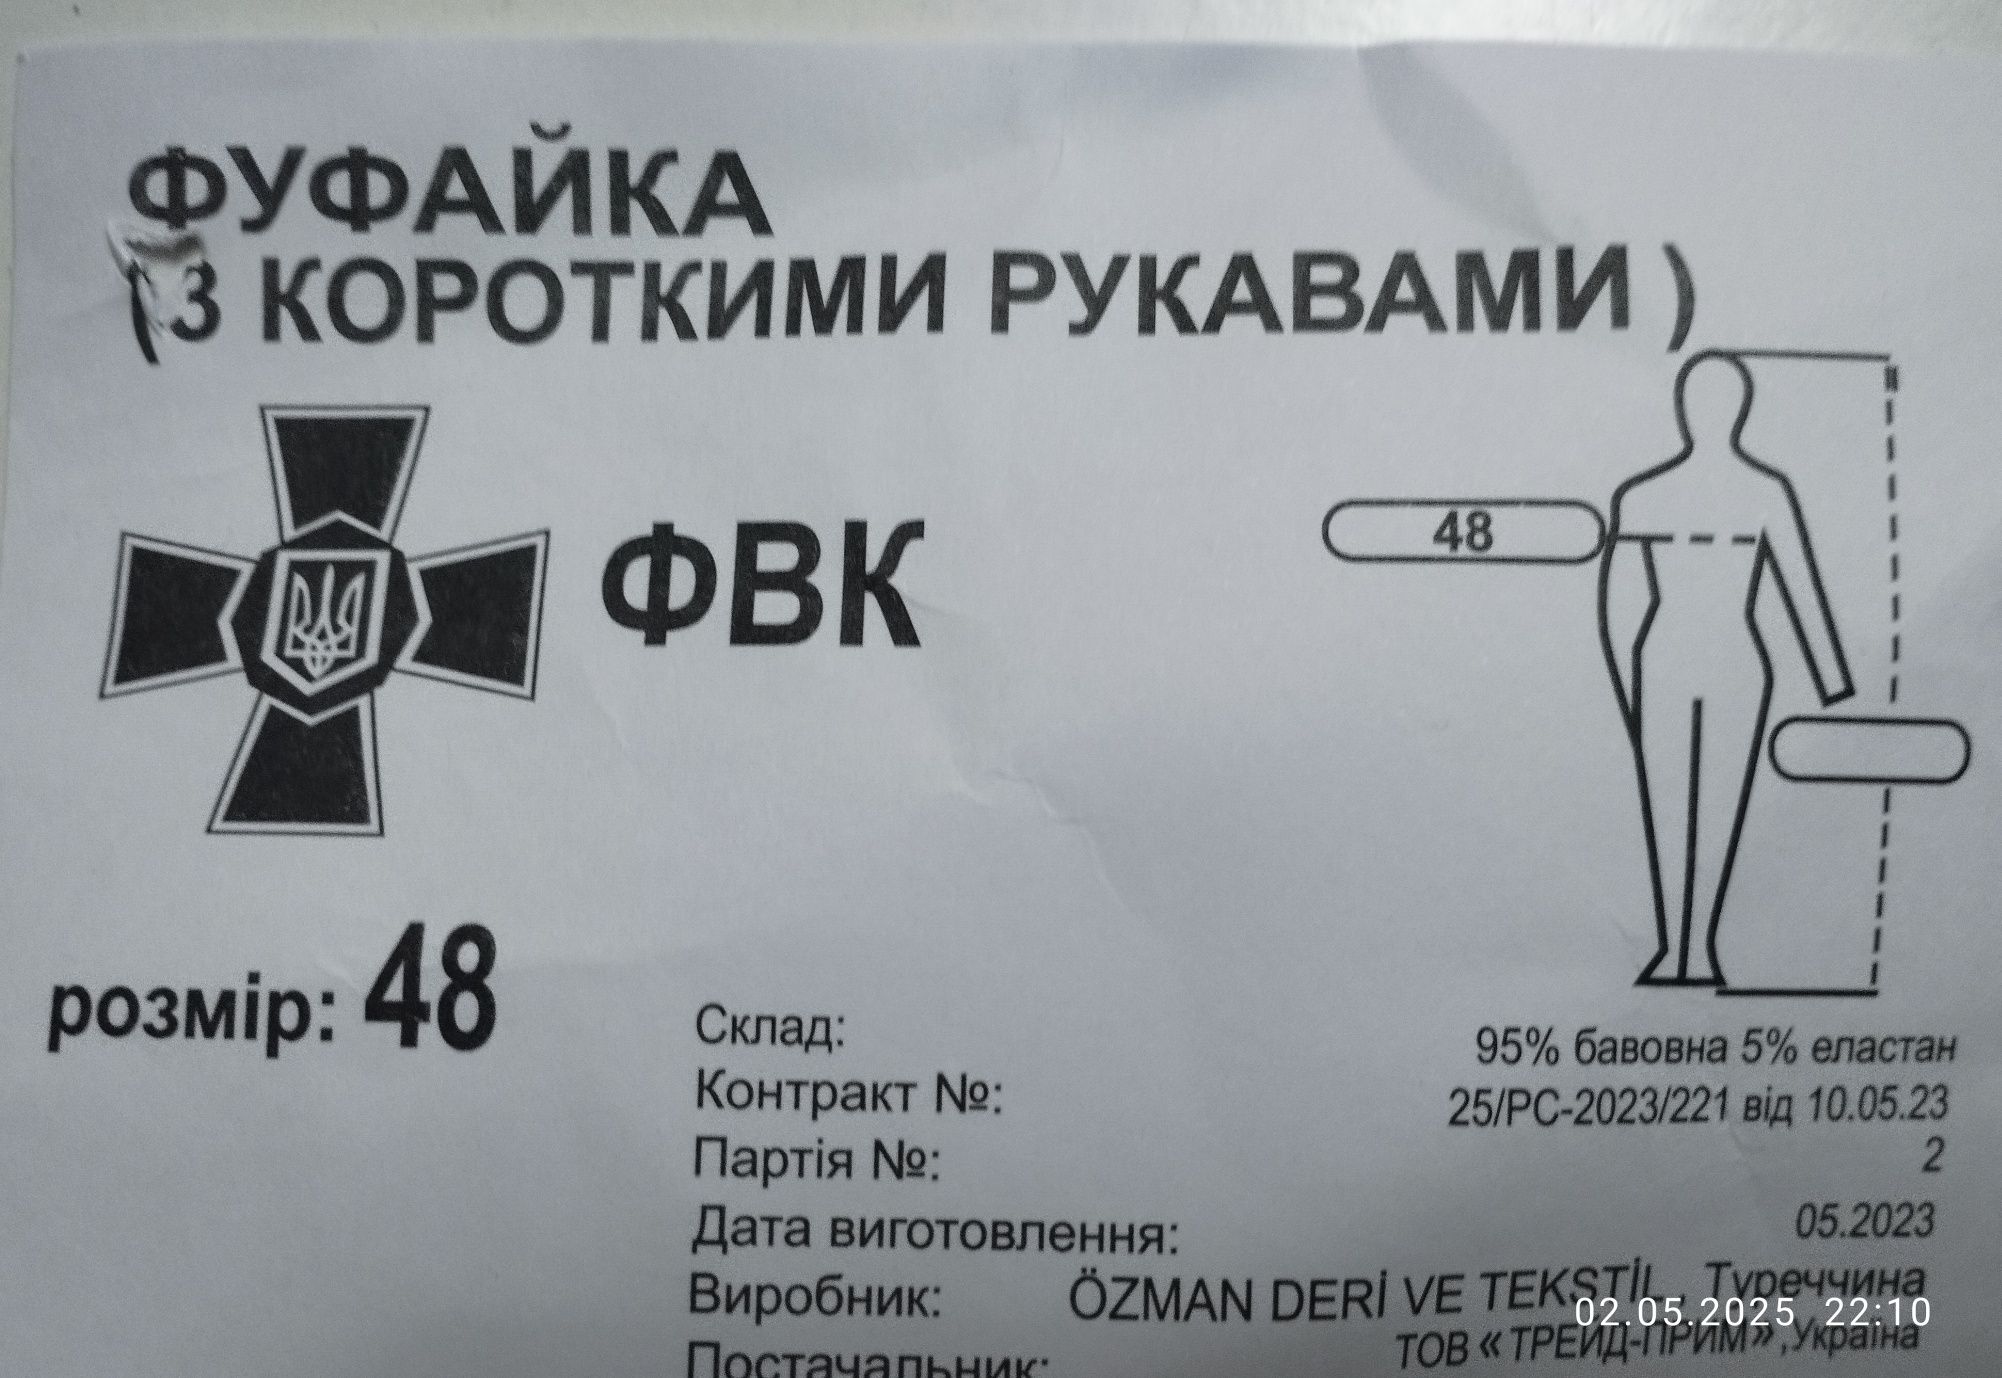 ФУФАЙКА
( З КОРОТКИМИ РУКАВАМИ )
48
ФВК
розмір: 48
Склад: 95% бавовна 5% еластан
Контракт №: 25/РС-2023/221 від 10.05.23
Партія №: 2
Дата виготовлення: 05.2023
Виробник: ÖZMAN DERİ VE TEKSTİL, Туреччина
02.05.2025 22:10
Постачальник: ТОВ «ТРЕЙД-ПРИМ»,Україна